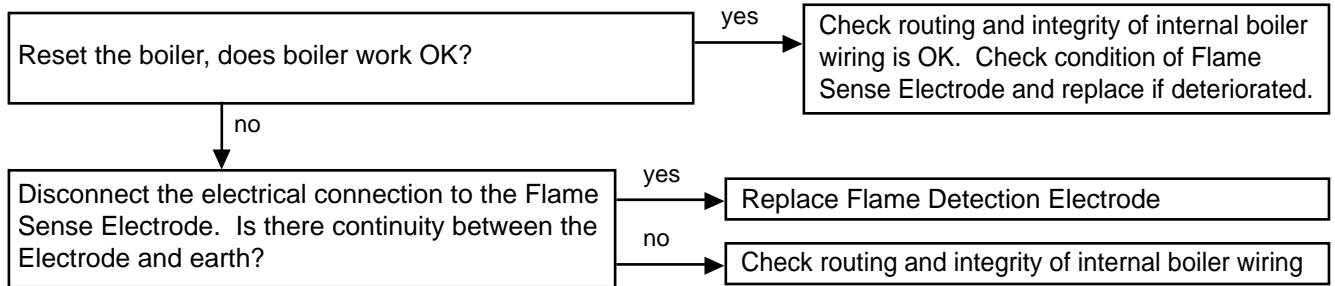 Reset the boiler, does boiler work OK?
yes
Check routing and integrity of internal boiler
wiring is OK.  Check condition of Flame
Sense Electrode and replace if deteriorated.
no
Disconnect the electrical connection to the Flame
Sense Electrode.  Is there continuity between the
Electrode and earth?
yes
Replace Flame Detection Electrode
no
Check routing and integrity of internal boiler wiring